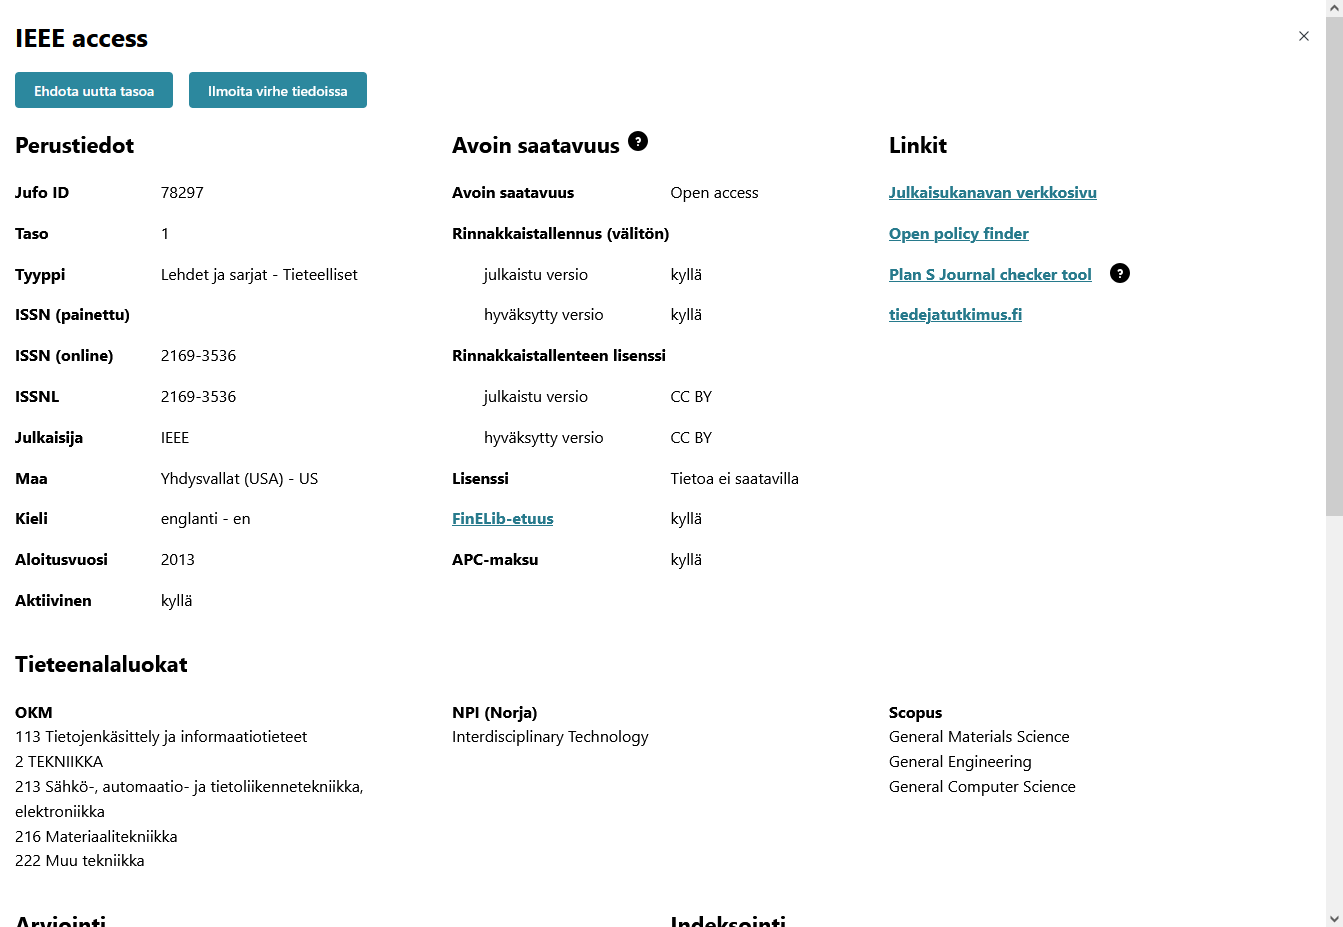 IEEE access
Ehdota uutta tasoa
Ilmoita virhe tiedoissa
Perustiedot
Jufo ID 78297
Taso 1
Tyyppi Lehdet ja sarjat - Tieteelliset
ISSN (painettu)
ISSN (online) 2169-3536
ISSNL 2169-3536
Julkaisija IEEE
Maa Yhdysvallat (USA) - US
Kieli englanti - en
Aloitusvuosi 2013
Aktiivinen kyllä
Avoin saatavuus ?
Avoin saatavuus Open access
Rinnakkaistallennus (välitön)
julkaistu versio kyllä
hyväksytty versio kyllä
Rinnakkaistallenteen lisenssi
julkaistu versio CC BY
hyväksytty versio CC BY
Lisenssi Tietoa ei saatavilla
FinELib-etuus kyllä
APC-maksu kyllä
Linkit
Julkaisukanavan verkkosivu
Open policy finder
Plan S Journal checker tool ?
tiedejatutkimus.fi
Tieteenalaluokat
OKM
113 Tietojenkäsittely ja informaatiotieteet
2 TEKNIIKKA
213 Sähkö-, automaatio- ja tietoliikennetekniikka,
elektroniikka
216 Materiaalitekniikka
222 Muu tekniikka
NPI (Norja)
Interdisciplinary Technology
Scopus
General Materials Science
General Engineering
General Computer Science
Arviointi
Indeksointi